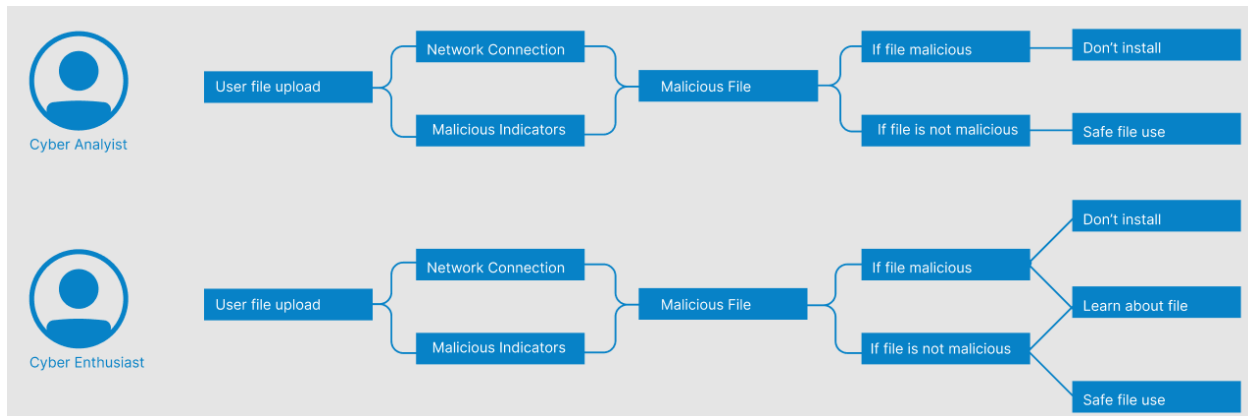 Cyber Analyist
User file upload
Network Connection
Malicious Indicators
Malicious File
If file malicious
If file is not malicious
Don't install
Safe file use
Cyber Enthusiast
User file upload
Network Connection
Malicious Indicators
Malicious File
If file malicious
If file is not malicious
Don't install
Learn about file
Safe file use